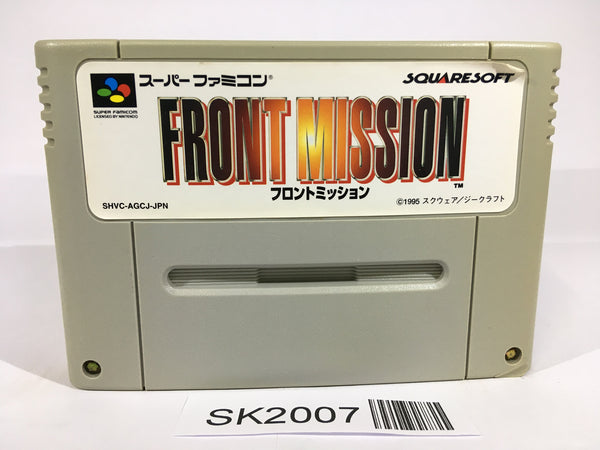 スーパーファミコン®
SQUARESOFT
SUPER FAMICOM
LICENSED BY NINTENDO
FRONT MISSION™
フロントミッション
SHVC-AGCJ-JPN
©1995 スクウェア/ジークラフト
SK2007